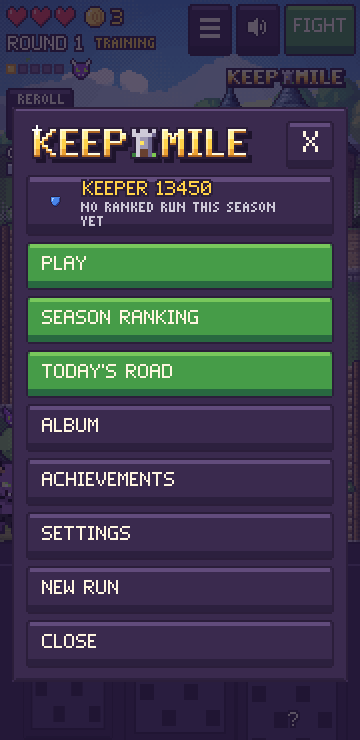 3
FIGHT
ROUND 1 TRAINING
KEEP MILE
REROLL
KEEP MILE
X
KEEPER 13450
NO RANKED RUN THIS SEASON
YET
PLAY
SEASON RANKING
TODAY'S ROAD
ALBUM
ACHIEVEMENTS
SETTINGS
NEW RUN
CLOSE
?